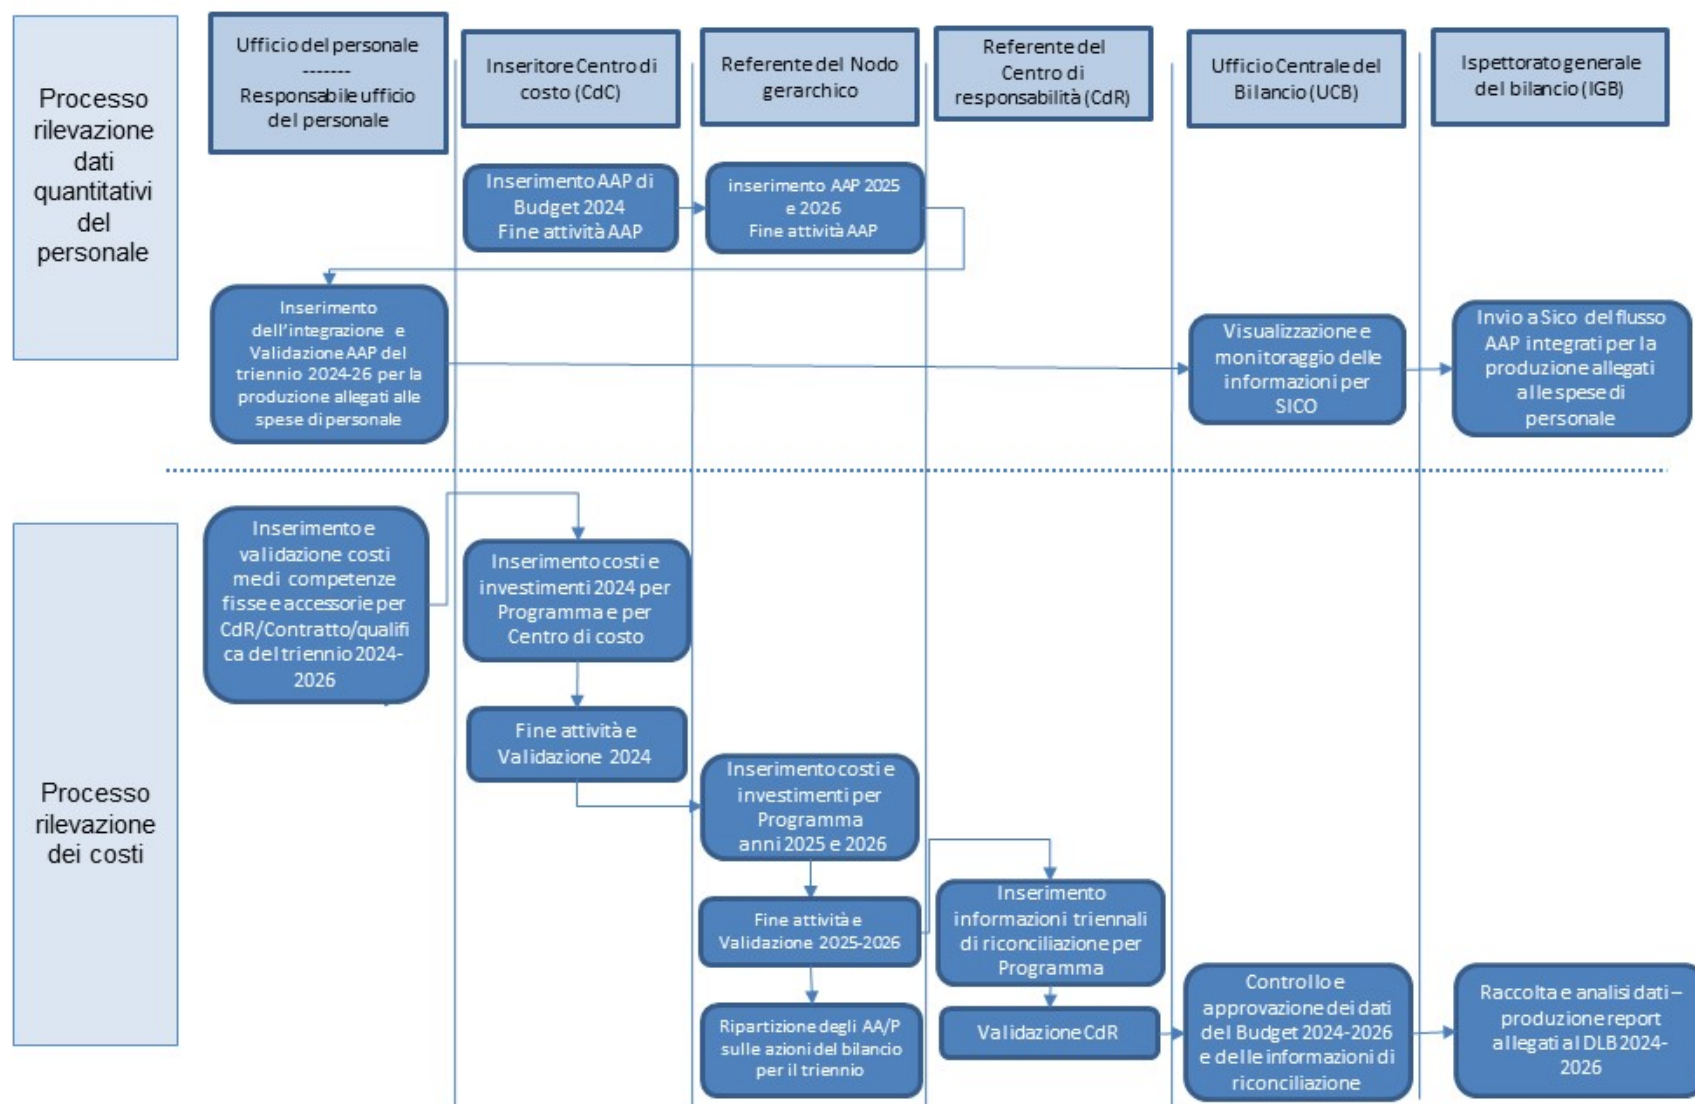 Processo
rilevazione
dati
quantitativi
del
personale
Ufficio del personale
-------
Responsabile ufficio
del personale
Inseritore Centro di
costo (CdC)
Referente del Nodo
gerarchico
Referente del
Centro di
responsabilità (CdR)
Ufficio Centrale del
Bilancio (UCB)
Ispettorato generale
del bilancio (IGB)
Inserimento AAP di
Budget 2024
Fine attività AAP
inserimento AAP 2025
e 2026
Fine attività AAP
Inserimento
dell'integrazione e
Validazione AAP del
triennio 2024-26 per la
produzione allegati alle
spese di personale
Visualizzazione e
monitoraggio delle
informazioni per
SICO
Invio a Sico del flusso
AAP integrati per la
produzione allegati
alle spese di
personale
Processo
rilevazione
dei costi
Inserimento e
validazione costi
medi competenze
fisse e accessorie per
CdR/Contratto/qualifi
ca del triennio 2024-
2026
Inserimento costi e
investimenti 2024 per
Programma e per
Centro di costo
Fine attività e
Validazione 2024
Inserimento costi e
investimenti per
Programma
anni 2025 e 2026
Fine attività e
Validazione 2025-2026
Ripartizione degli AA/P
sulle azioni del bilancio
per il triennio
Inserimento
informazioni triennali
di riconciliazione per
Programma
Validazione CdR
Controllo e
approvazione dei dati
del Budget 2024-2026
e delle informazioni di
riconciliazione
Raccolta e analisi dati –
produzione report
allegati al DLB 2024-
2026